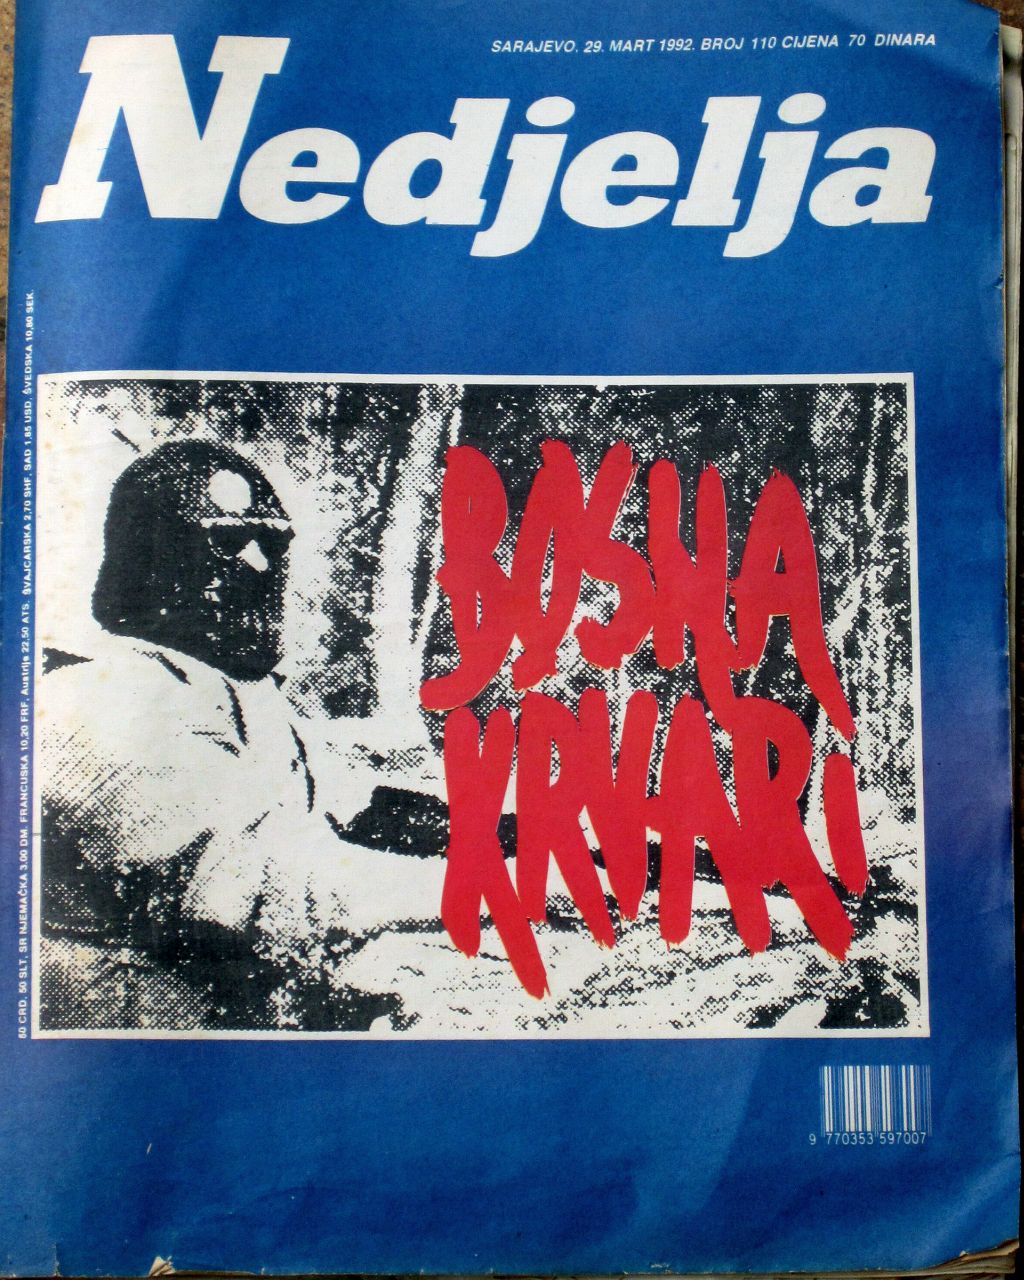 SARAJEVO, 29. MART 1992. BROJ 110 CIJENA 70 DINARA
Nedjelja
60 CRD. 50 SLT, SR NJEMAČKA 3.00 DM. FRANCUSKA 10,20 FRF, Austrija 22.50 ATS. ŠVAJCARSKA 2,70 SHF, SAD 1,85 USD, ŠVEDSKA 10,80 SEK.
BOSNA
KRVARI
9 770353 597007